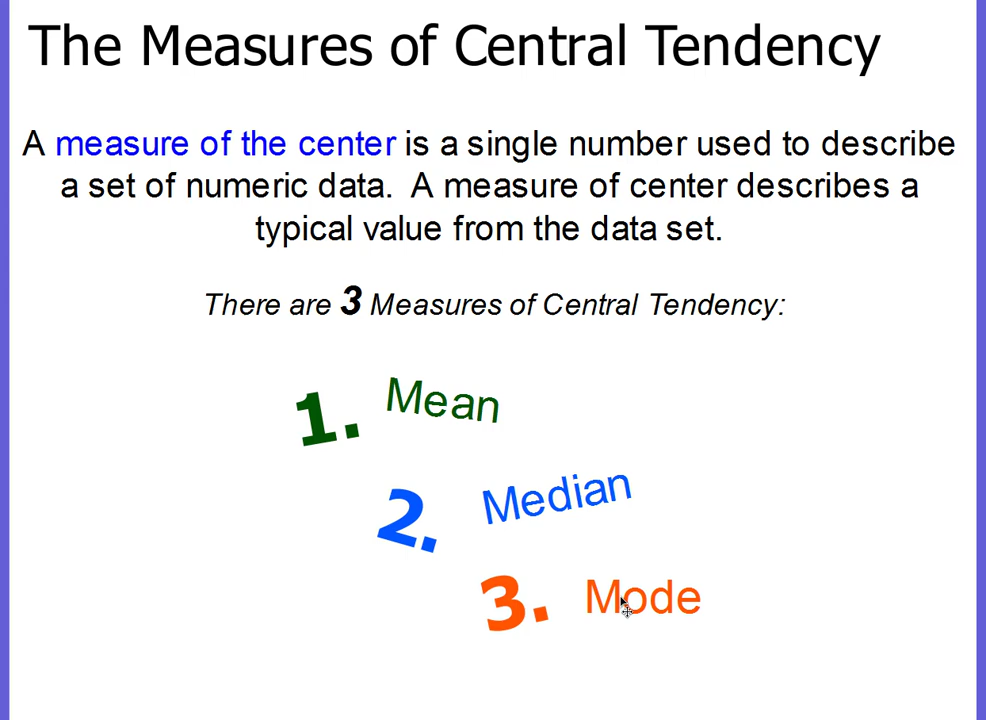 The Measures of Central Tendency
A measure of the center is a single number used to describe
a set of numeric data. A measure of center describes a
typical value from the data set.
There are 3 Measures of Central Tendency:
1. Mean
2. Median
3. Mode